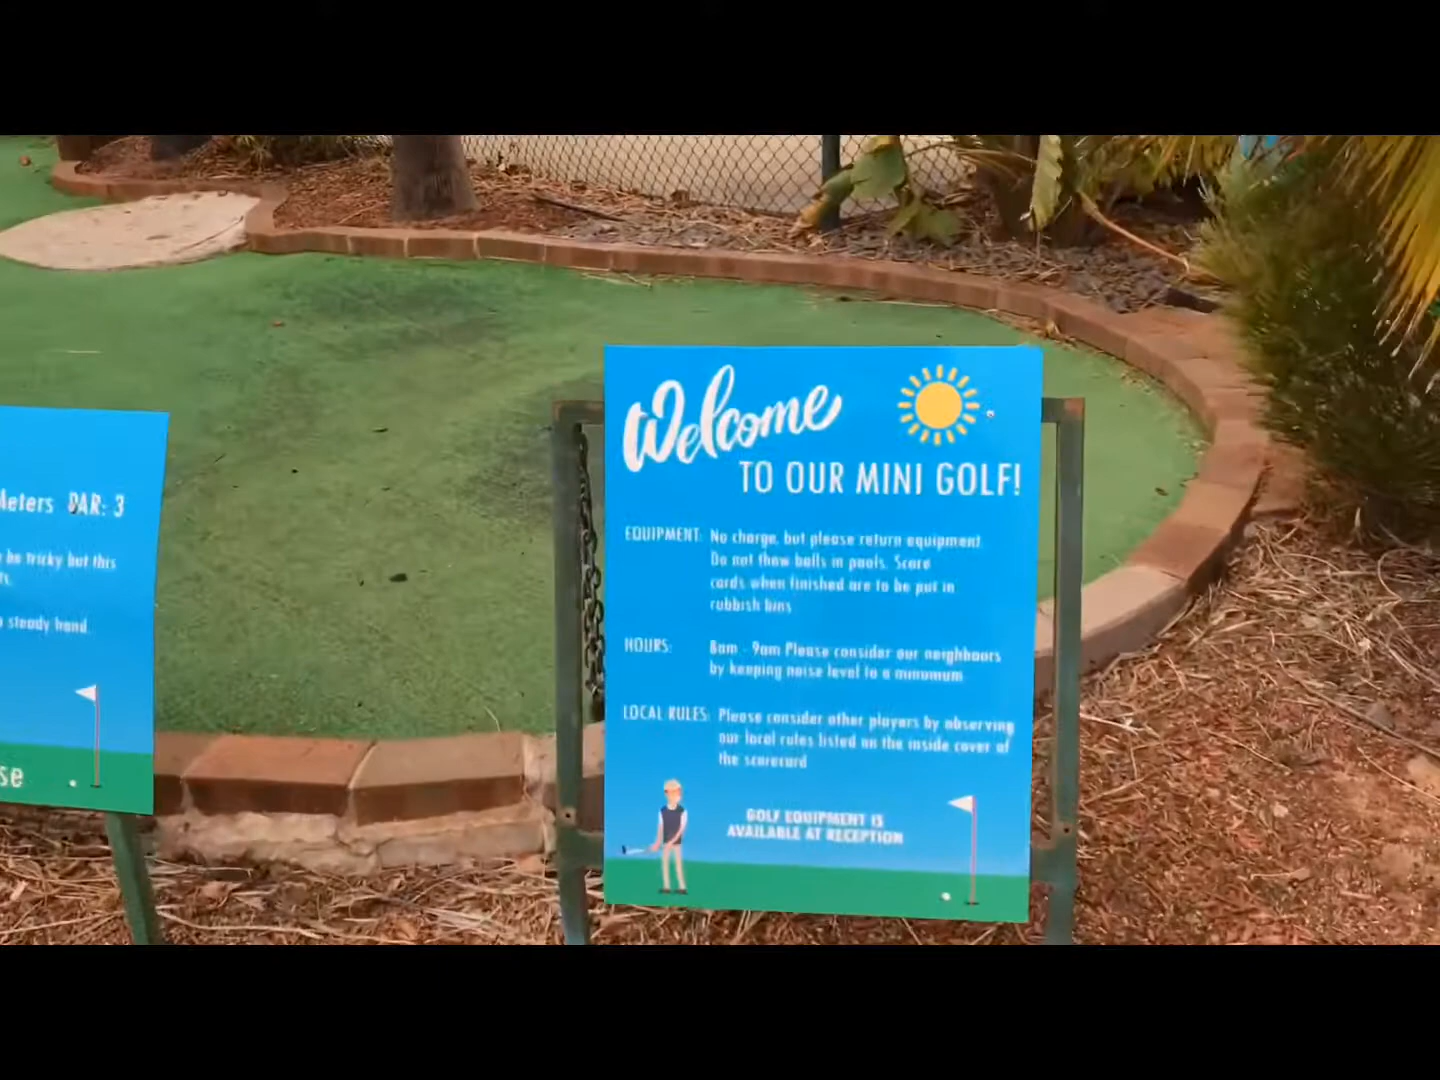 Meters PAR: 3
be tricky but this
steady hand.
Welcome
TO OUR MINI GOLF!
EQUIPMENT: No charge, but please return equipment.
Do not thow balls in pools. Score
cards when finished are to be put in
rubbish bins
HOURS: 8am - 9am Please consider our neighbours
by keeping noise level to a minumum
LOCAL RULES: Please consider other players by observing
our local rules listed on the inside cover of
the scorecard
GOLF EQUIPMENT IS
AVAILABLE AT RECEPTION